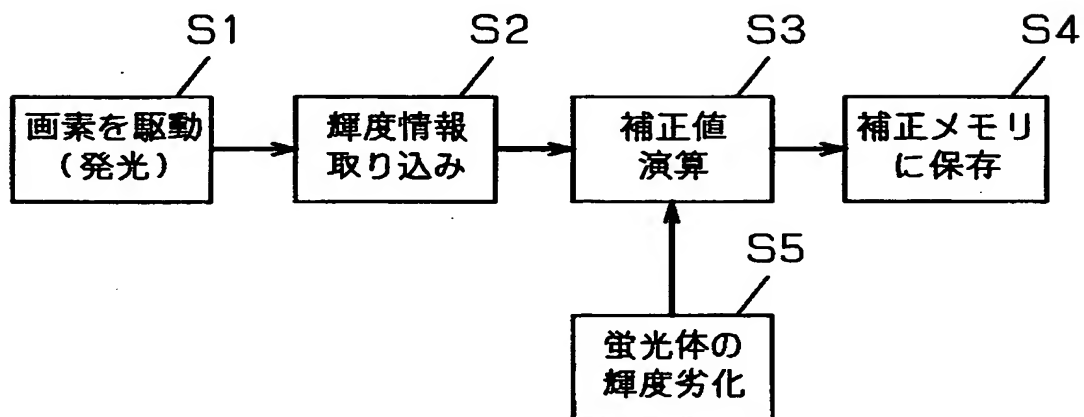 S1
S2
S3
S4
画素を駆動
(発光)
輝度情報
取り込み
補正値
演算
補正メモリ
に保存
S5
蛍光体の
輝度劣化